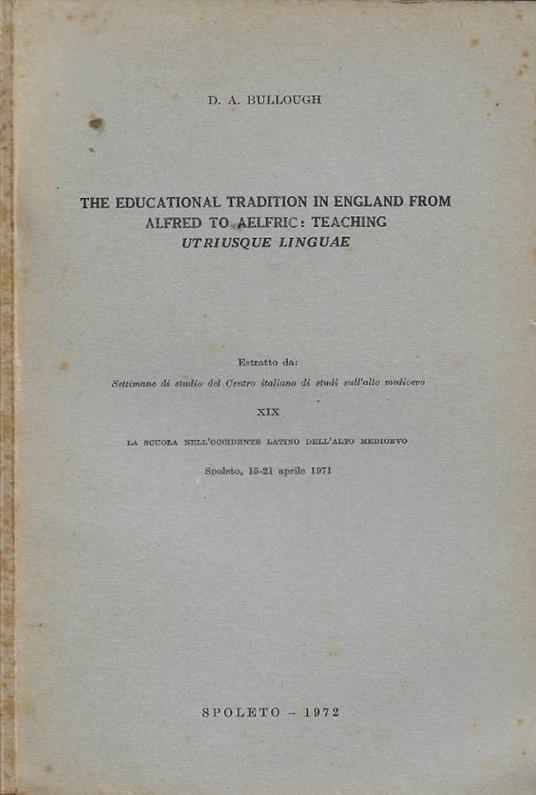 D. A. BULLOUGH
THE EDUCATIONAL TRADITION IN ENGLAND FROM
ALFRED TO AELFRIC: TEACHING
UTRIUSQUE LINGUAE
Estratto da:
Settimane di studio del Centro italiano di studi sull'alto medioevo
XIX
LA SCUOLA NELL'OCCIDENTE LATINO DELL'ALTO MEDIOEVO
Spoleto, 15-21 aprile 1971
SPOLETO - 1972